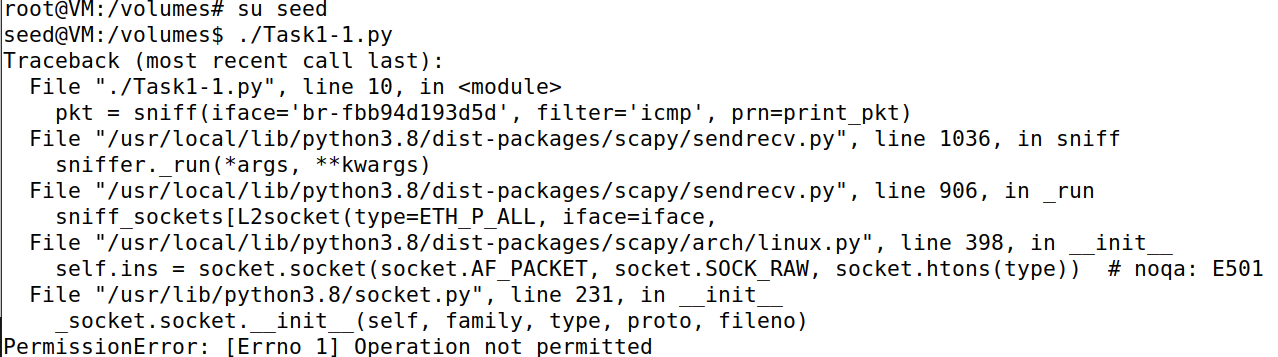 root@VM:/volumes# su seed
seed@VM:/volumes$ ./Task1-1.py
Traceback (most recent call last):
  File "./Task1-1.py", line 10, in <module>
    pkt = sniff(iface='br-fbb94d193d5d', filter='icmp', prn=print_pkt)
  File "/usr/local/lib/python3.8/dist-packages/scapy/sendrecv.py", line 1036, in sniff
    sniffer._run(*args, **kwargs)
  File "/usr/local/lib/python3.8/dist-packages/scapy/sendrecv.py", line 906, in _run
    sniff_sockets[L2socket(type=ETH_P_ALL, iface=iface,
  File "/usr/local/lib/python3.8/dist-packages/scapy/arch/linux.py", line 398, in __init__
    self.ins = socket.socket(socket.AF_PACKET, socket.SOCK_RAW, socket.htons(type))  # noqa: E501
  File "/usr/lib/python3.8/socket.py", line 231, in __init__
    _socket.socket.__init__(self, family, type, proto, fileno)
PermissionError: [Errno 1] Operation not permitted